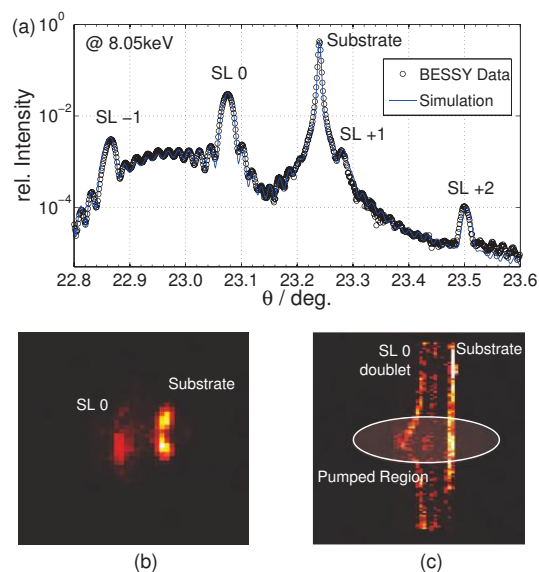 (a)
@ 8.05keV
Substrate
BESSY Data
Simulation
SL 0
SL −1
SL +1
SL +2
rel. Intensity
10⁰
10⁻²
10⁻⁴
22.8 22.9 23.0 23.1 23.2 23.3 23.4 23.5 23.6
θ / deg.
SL 0
Substrate
(b)
SL 0
doublet
Substrate
Pumped Region
(c)